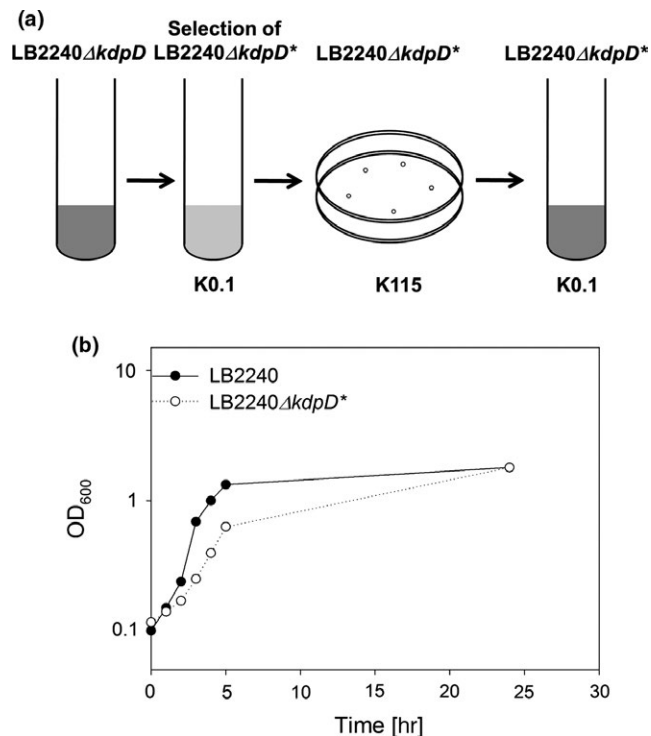 (a)
Selection of
LB2240ΔkdpD LB2240ΔkdpD* LB2240ΔkdpD* LB2240ΔkdpD*
K0.1 K115 K0.1
(b)
10
LB2240
LB2240ΔkdpD*
OD600
1
0.1
0 5 10 15 20 25 30
Time [hr]